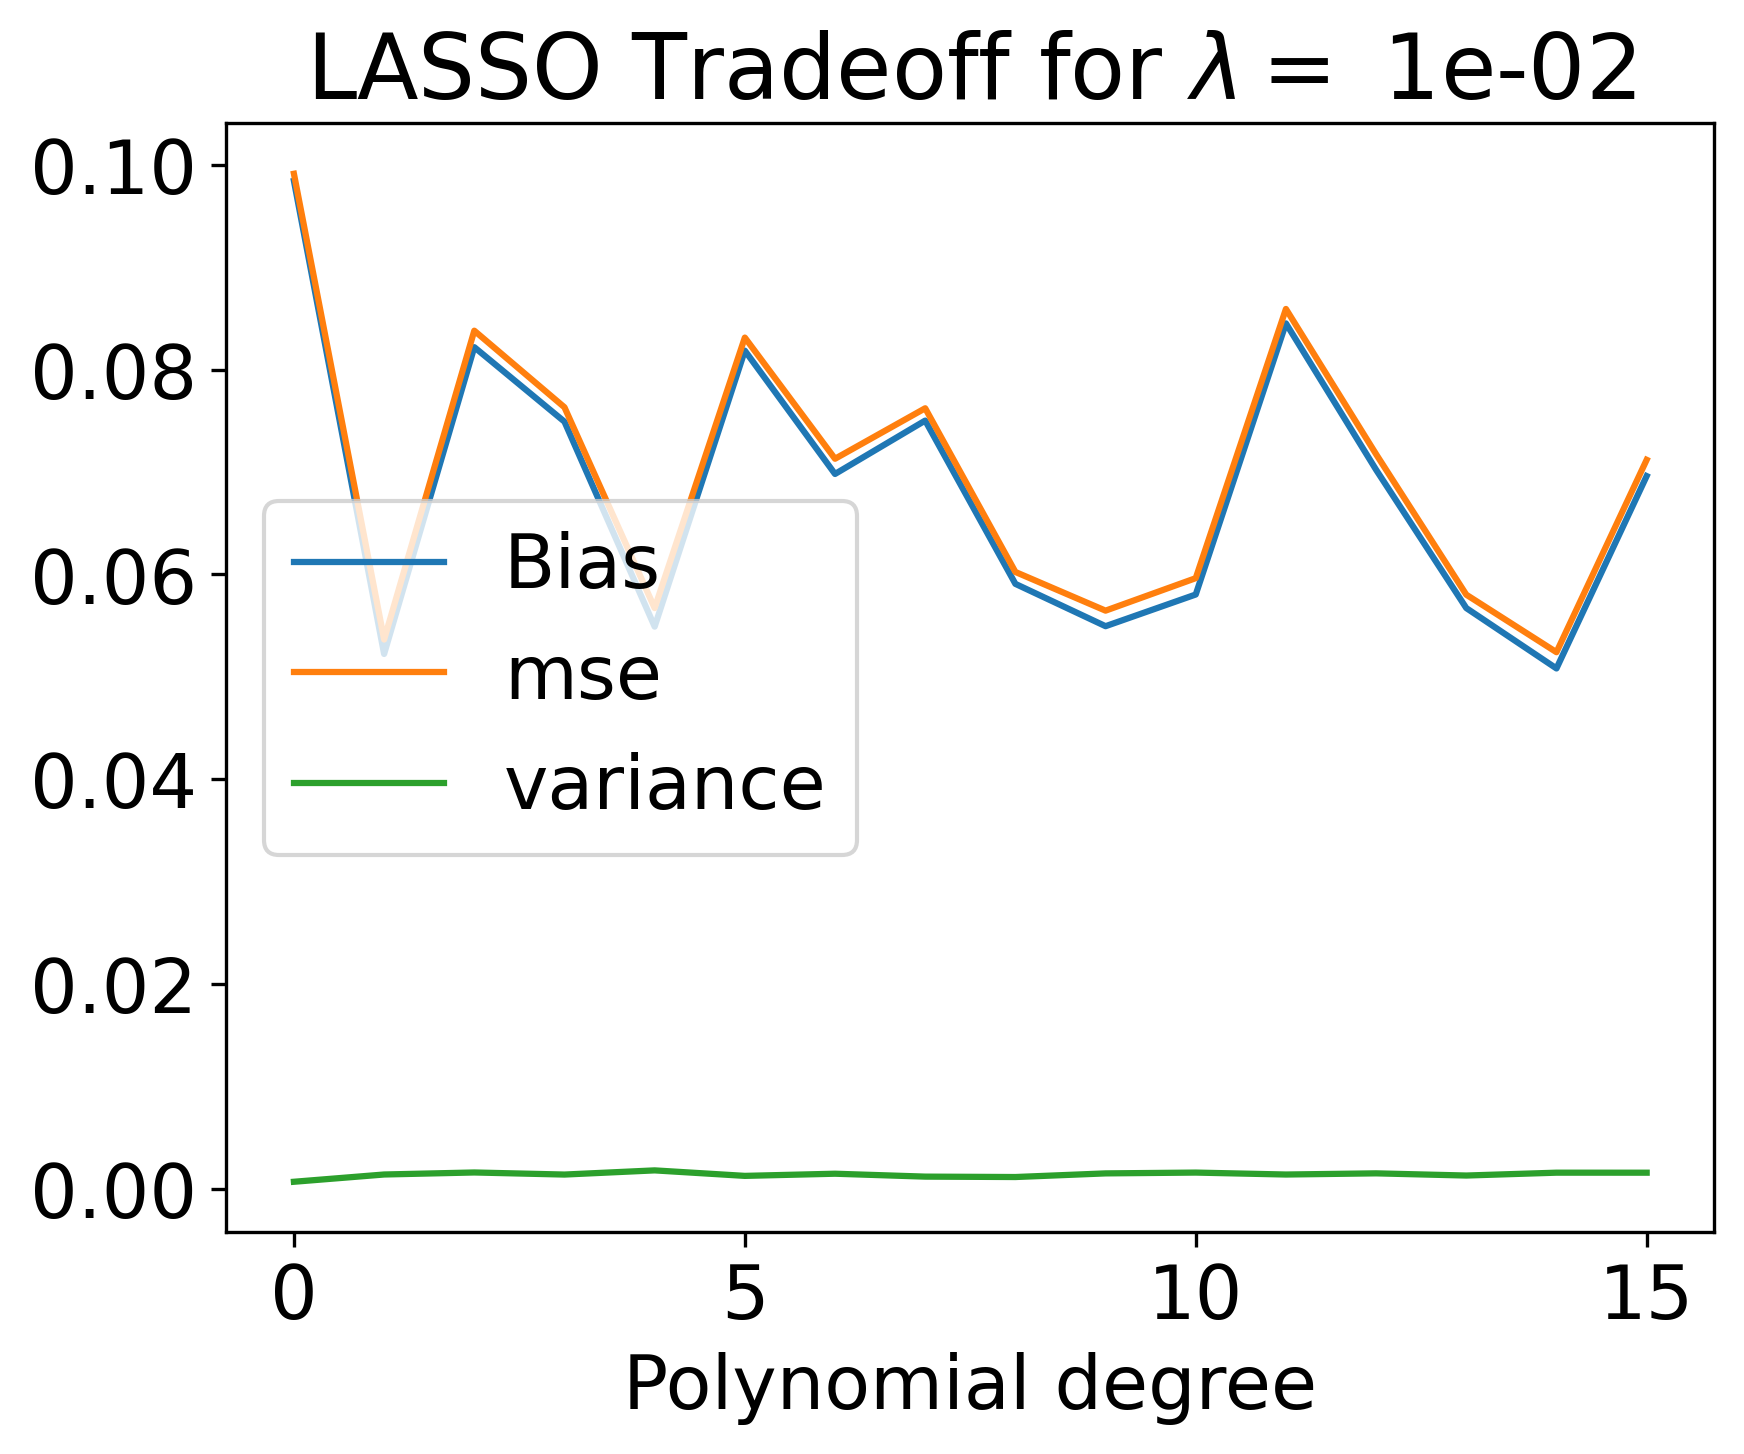 LASSO Tradeoff for λ = 1e-02
0.10
0.08
0.06
0.04
0.02
0.00
Bias
mse
variance
0 5 10 15
Polynomial degree